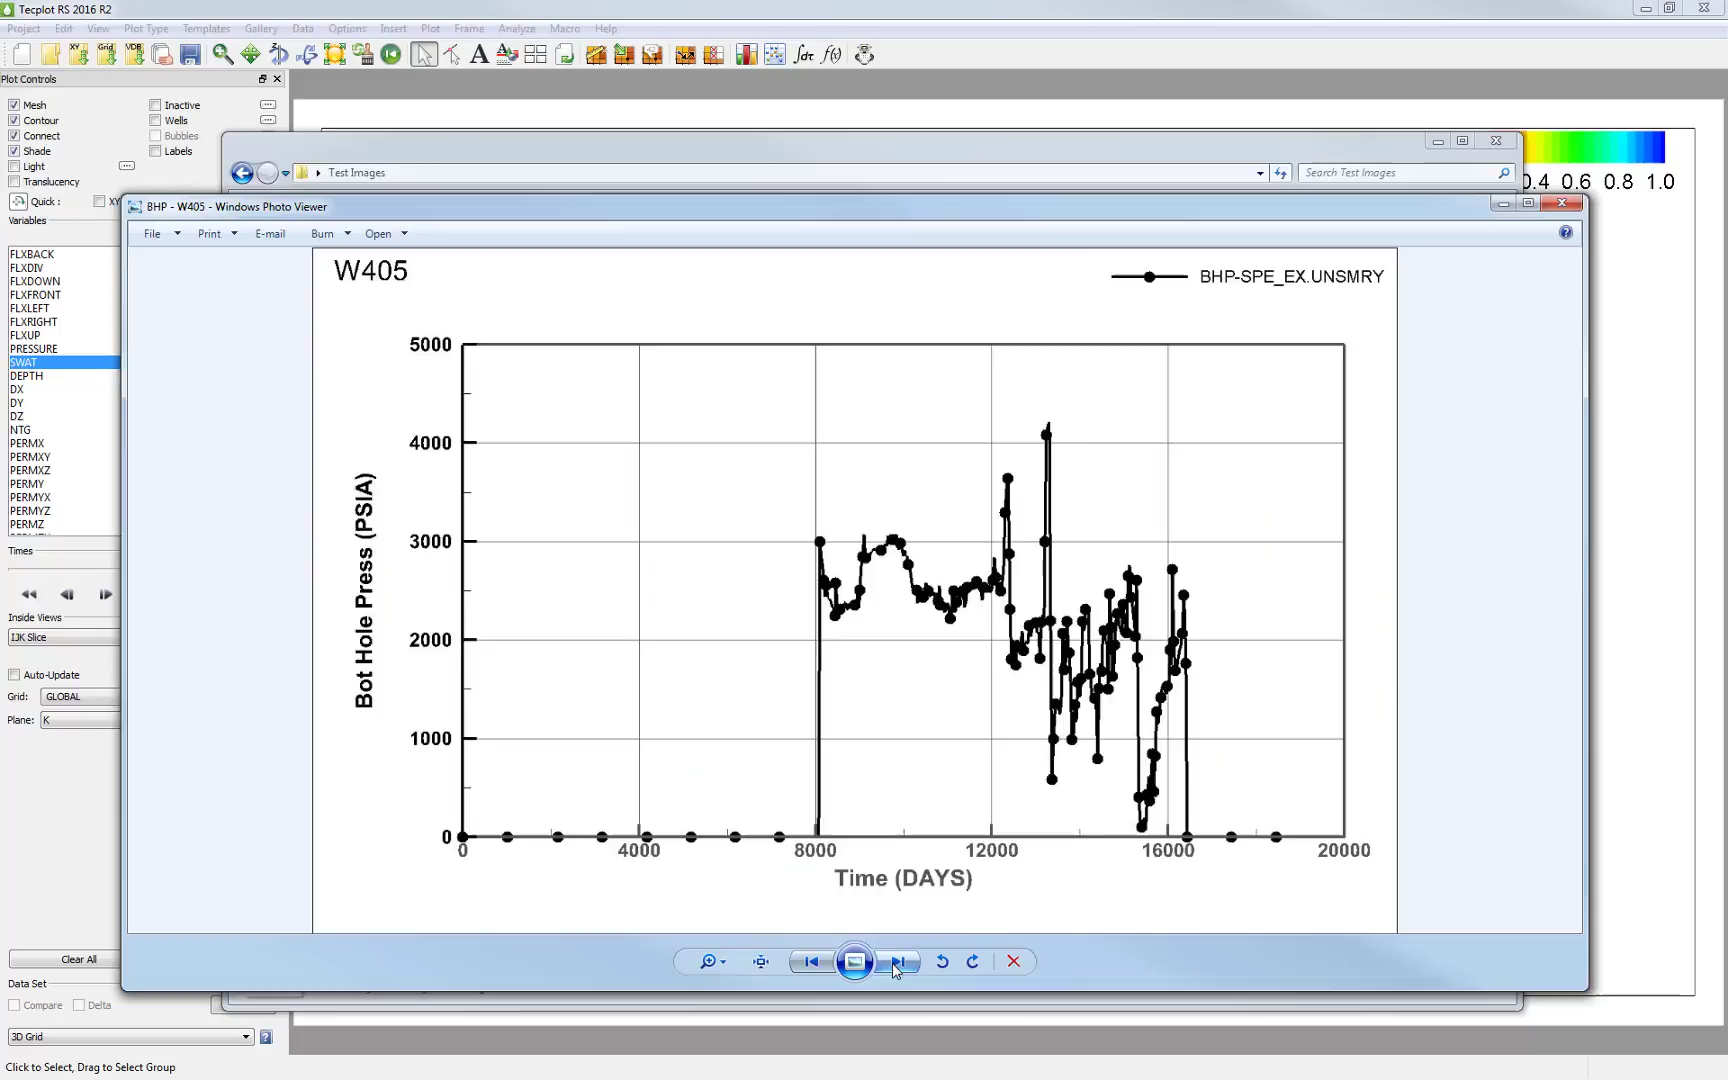 Tecplot RS 2016 R2
Project Edit View Plot Type Templates Gallery Data Options Insert Plot Frame Analyze Macro Help
XY Grid VDB
Plot Controls
Mesh Inactive
Contour Wells
Connect Bubbles
Shade Labels
Light
Translucency
Quick : XY
Variables
FLXBACK
FLXDIV
FLXDOWN
FLXFRONT
FLXLEFT
FLXRIGHT
FLXUP
PRESSURE
SWAT
DEPTH
DX
DY
DZ
NTG
PERMX
PERMXY
PERMXZ
PERMY
PERMYX
PERMYZ
PERMZ
Times
Inside Views
IJK Slice
Auto-Update
Grid: GLOBAL
Plane: K
Clear All
Data Set
Compare Delta
3D Grid
Click to Select, Drag to Select Group
Test Images
Search Test Images
0.4 0.6 0.8 1.0
BHP - W405 - Windows Photo Viewer
File Print E-mail Burn Open
W405
BHP-SPE_EX.UNSMRY
5000
4000
3000
2000
1000
0
Bot Hole Press (PSIA)
0 4000 8000 12000 16000 20000
Time (DAYS)